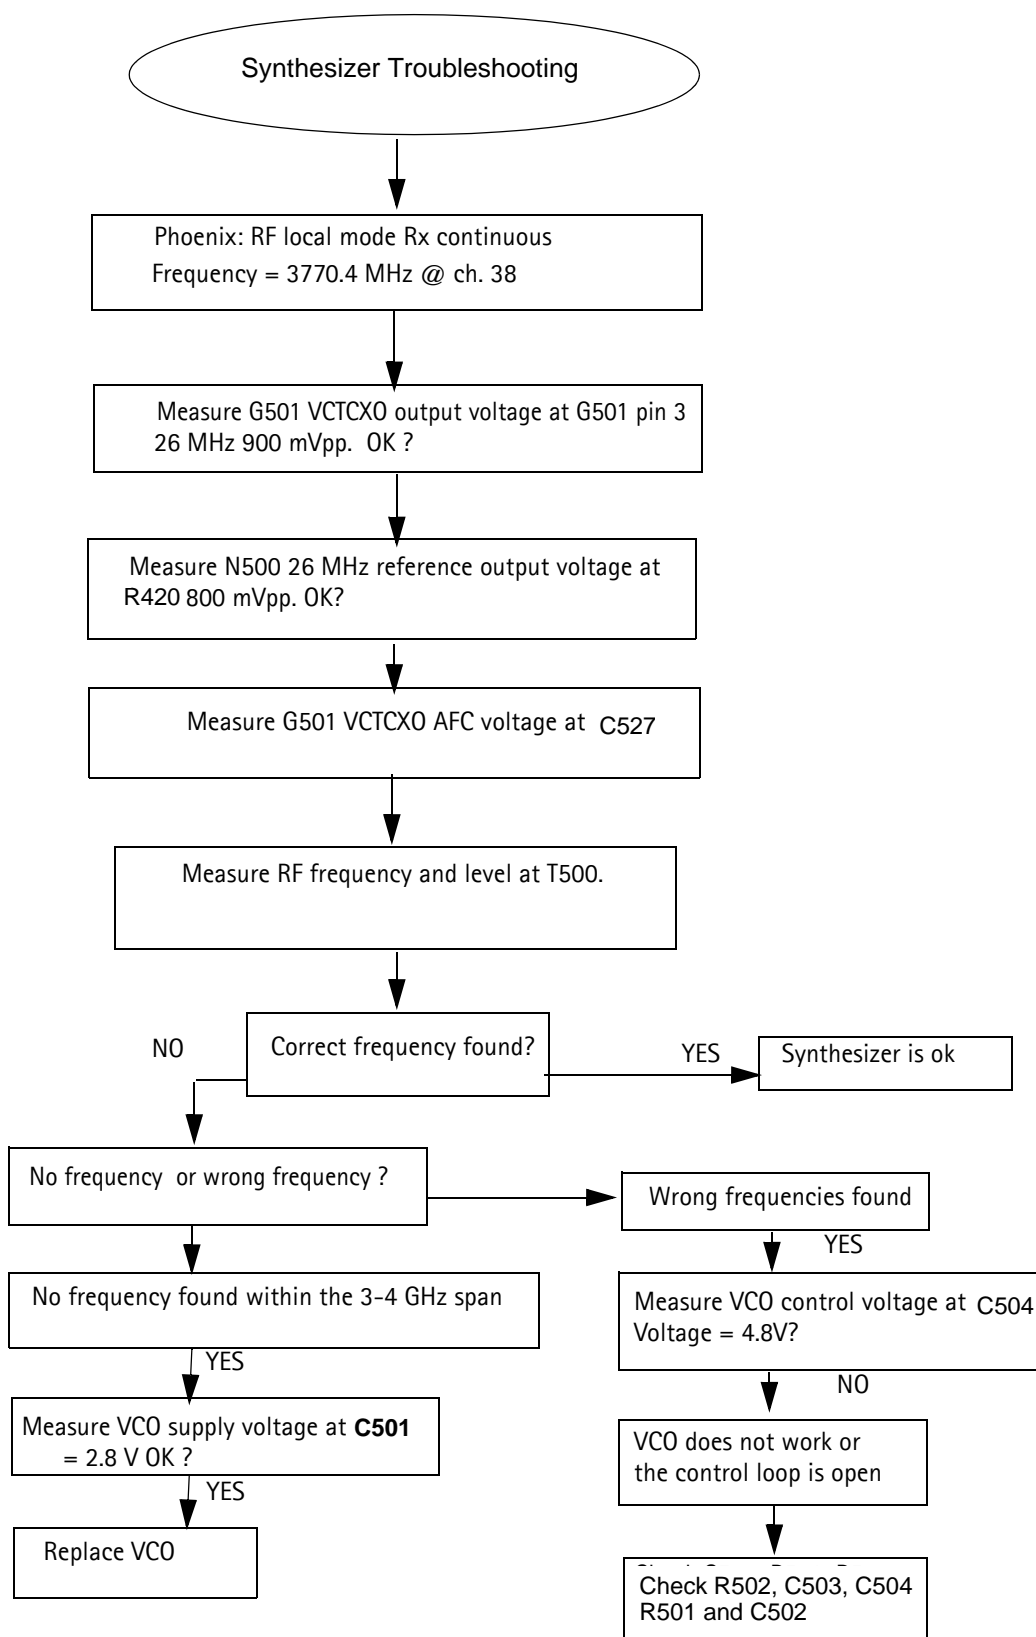 Synthesizer Troubleshooting
Phoenix: RF local mode Rx continuous
Frequency = 3770.4 MHz @ ch. 38
Measure G501 VCTCXO output voltage at G501 pin 3
26 MHz 900 mVpp. OK ?
Measure N500 26 MHz reference output voltage at
R420 800 mVpp. OK?
Measure G501 VCTCXO AFC voltage at C527
Measure RF frequency and level at T500.
NO
Correct frequency found?
YES
Synthesizer is ok
No frequency or wrong frequency ?
Wrong frequencies found
YES
No frequency found within the 3-4 GHz span
Measure VCO control voltage at C504
Voltage = 4.8V?
YES
NO
Measure VCO supply voltage at C501
= 2.8 V OK ?
VCO does not work or
the control loop is open
YES
Replace VCO
Check R502, C503, C504
R501 and C502